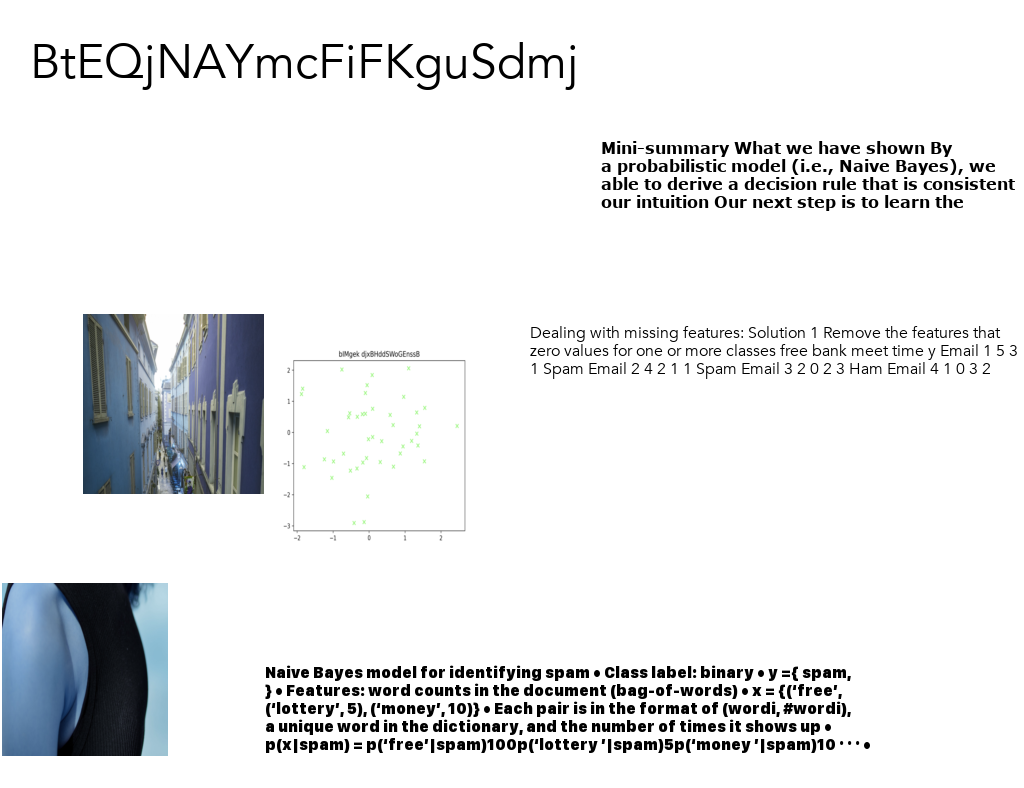 BtEQjNAYmcFiFKguSdmj
Mini-summary What we have shown By
a probabilistic model (i.e., Naive Bayes), we
able to derive a decision rule that is consistent
our intuition Our next step is to learn the
Dealing with missing features: Solution 1 Remove the features that
zero values for one or more classes free bank meet time y Email 1 5 3
1 Spam Email 2 4 2 1 1 Spam Email 3 2 0 2 3 Ham Email 4 1 0 3 2
blMgek djxBHddSWoGEnssB
2
1
0
−1
−2
−3
−2 −1 0 1 2
Naive Bayes model for identifying spam • Class label: binary • y ={ spam,
} • Features: word counts in the document (bag-of-words) • x = {(‘free’,
(‘lottery’, 5), (‘money’, 10)} • Each pair is in the format of (wordi, #wordi),
a unique word in the dictionary, and the number of times it shows up •
p(x|spam) = p(‘free’|spam)100p(‘lottery ’|spam)5p(‘money ’|spam)10 · · · •